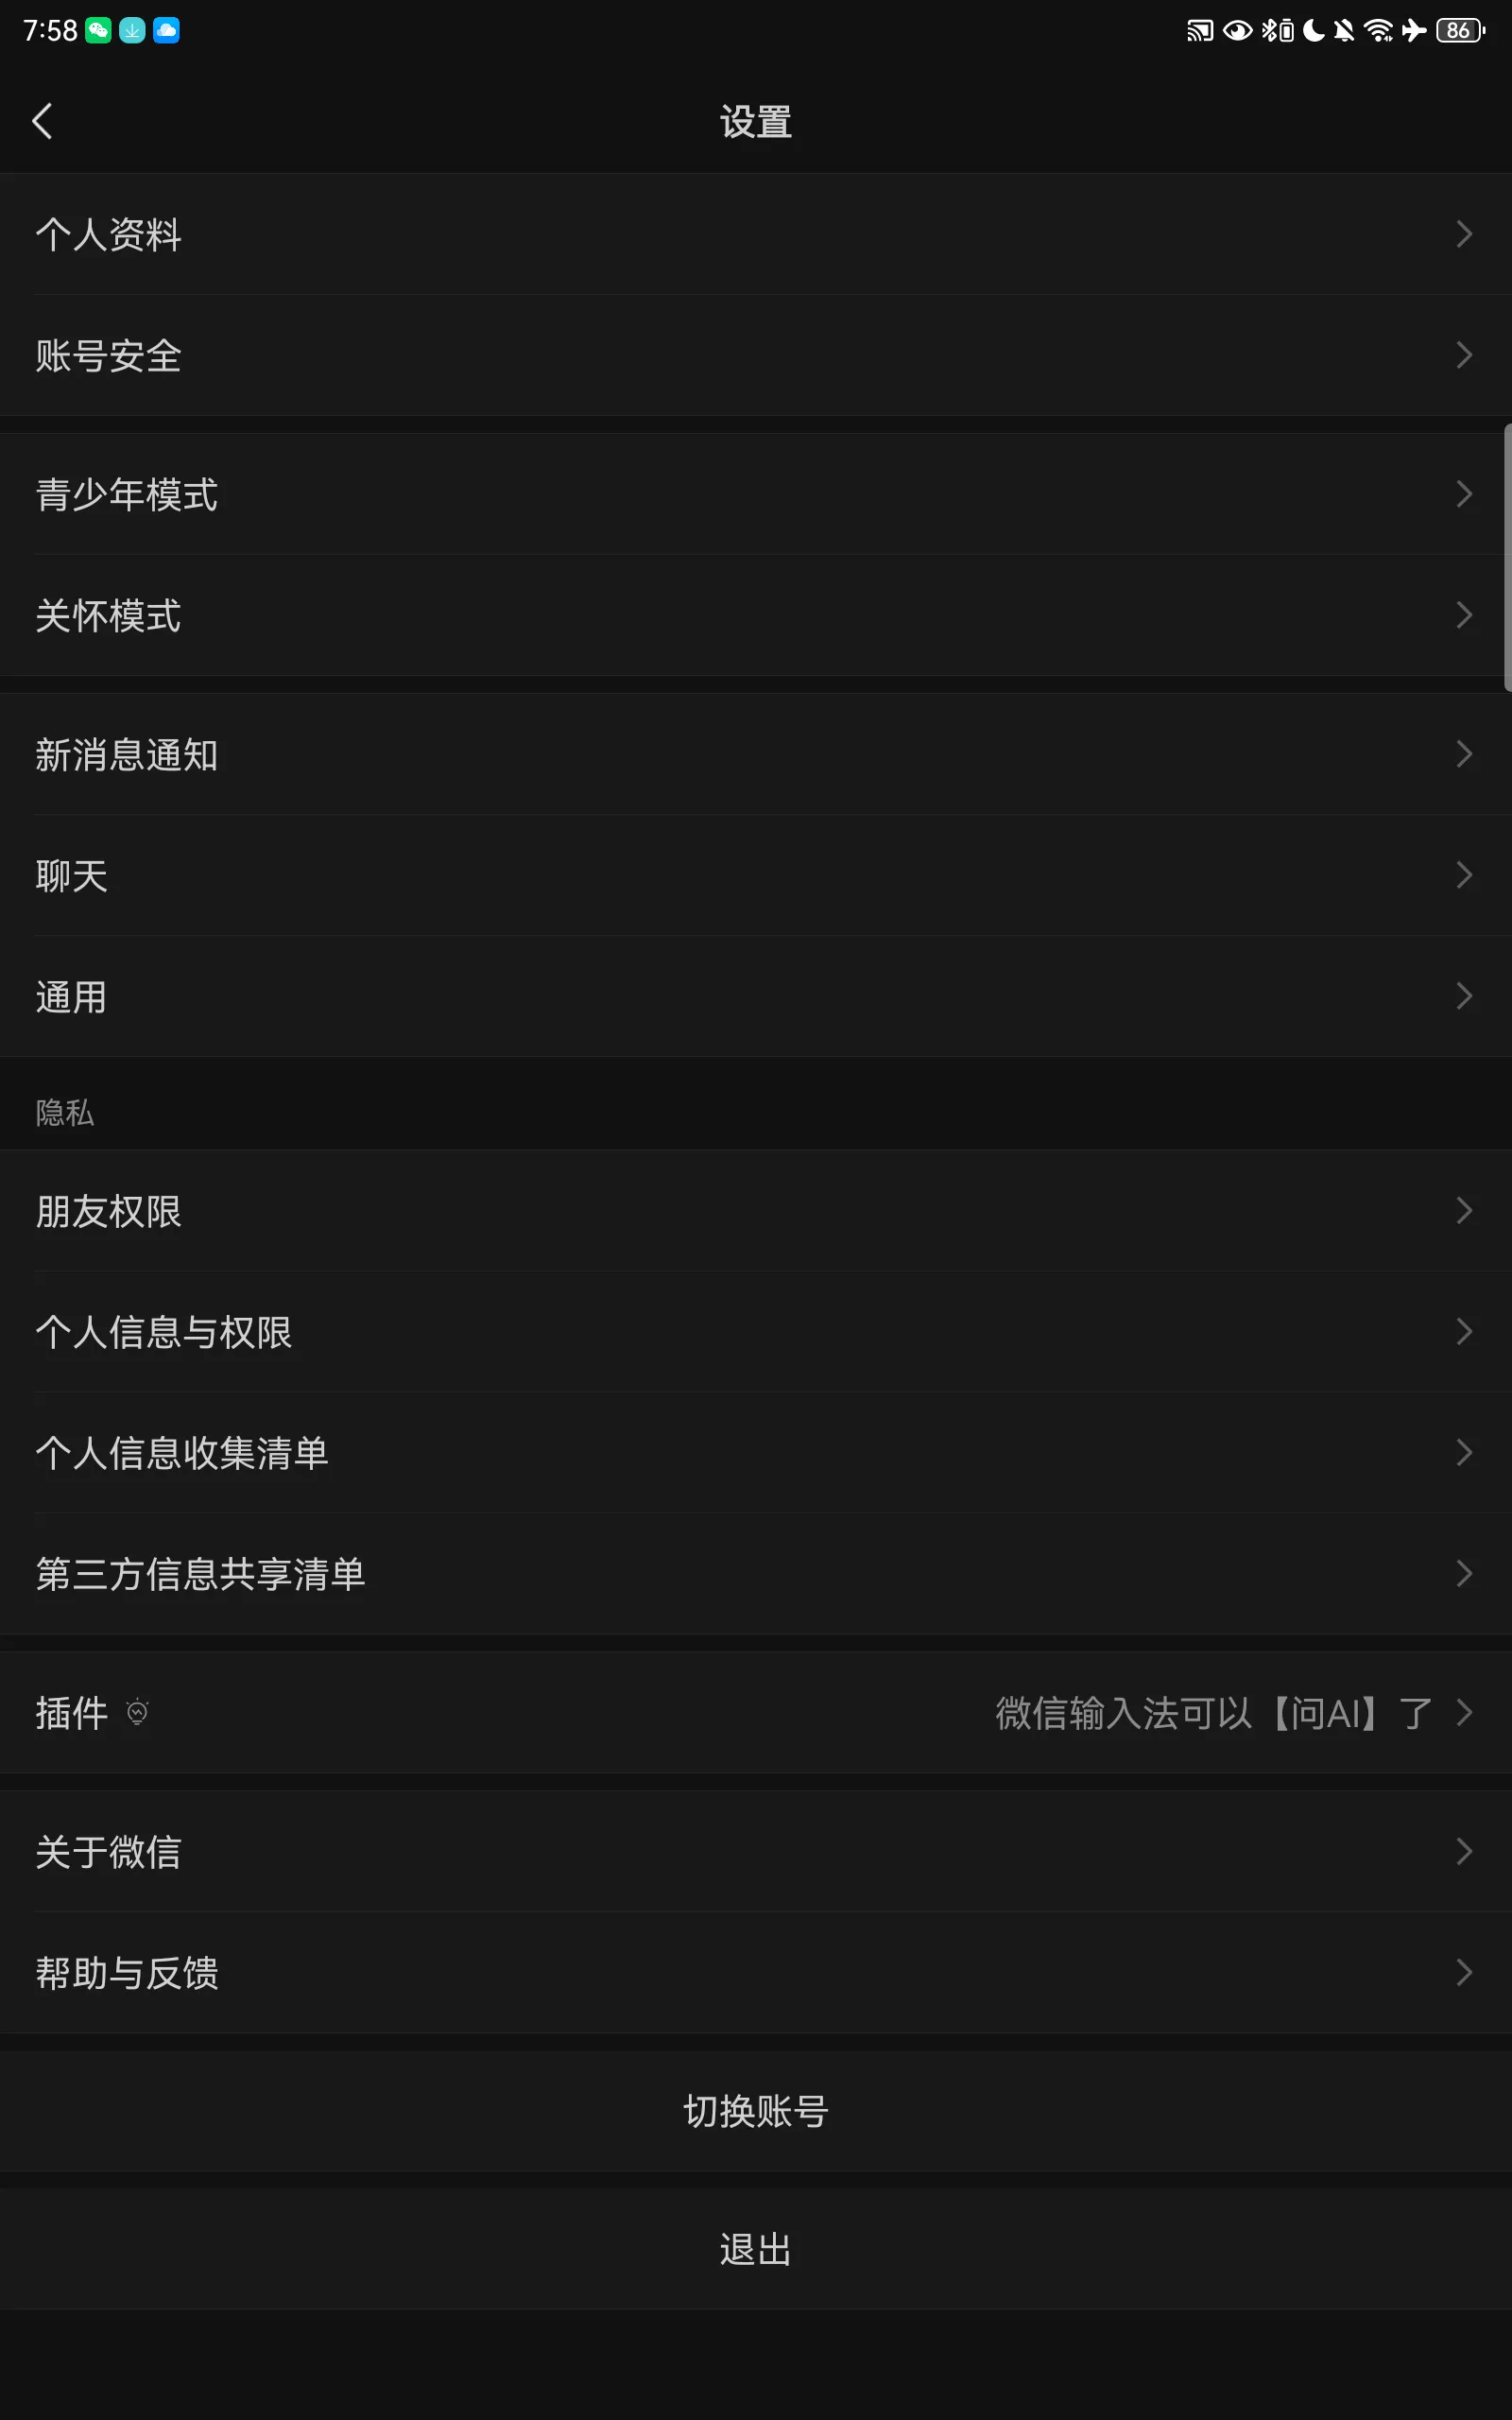 7:58
86
设置
个人资料
账号安全
青少年模式
关怀模式
新消息通知
聊天
通用
隐私
朋友权限
个人信息与权限
个人信息收集清单
第三方信息共享清单
插件 微信输入法可以【问AI】了
关于微信
帮助与反馈
切换账号
退出